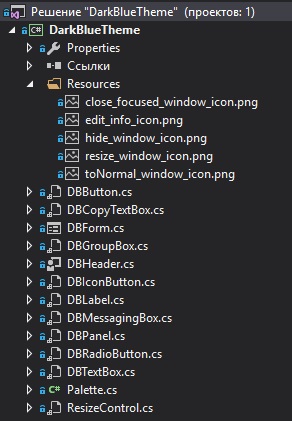 Решение "DarkBlueTheme" (проектов: 1)
C# DarkBlueTheme
Properties
Ссылки
Resources
close_focused_window_icon.png
edit_info_icon.png
hide_window_icon.png
resize_window_icon.png
toNormal_window_icon.png
DBButton.cs
DBCopyTextBox.cs
DBForm.cs
DBGroupBox.cs
DBHeader.cs
DBIconButton.cs
DBLabel.cs
DBMessagingBox.cs
DBPanel.cs
DBRadioButton.cs
DBTextBox.cs
C# Palette.cs
ResizeControl.cs